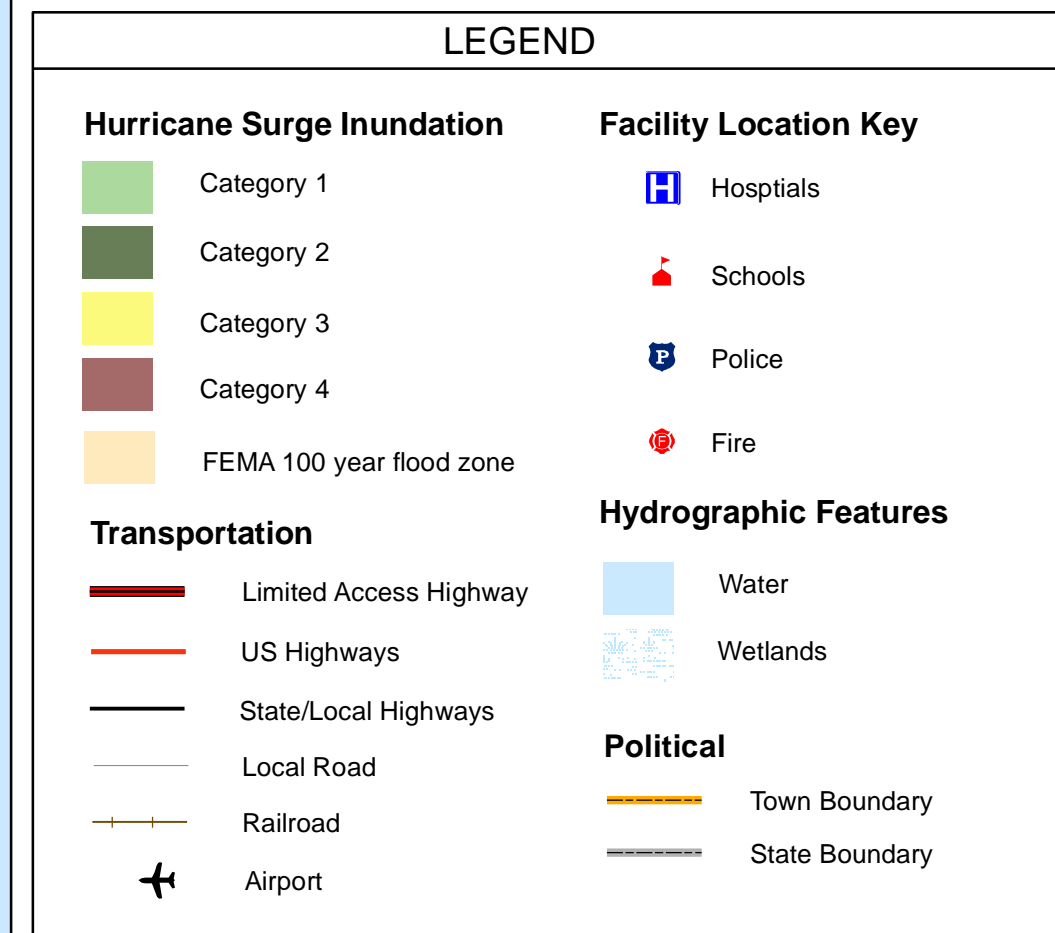 LEGEND
Hurricane Surge Inundation
Category 1
Category 2
Category 3
Category 4
FEMA 100 year flood zone
Transportation
Limited Access Highway
US Highways
State/Local Highways
Local Road
Railroad
Airport
Facility Location Key
H Hosptials
Schools
P Police
F Fire
Hydrographic Features
Water
Wetlands
Political
Town Boundary
State Boundary